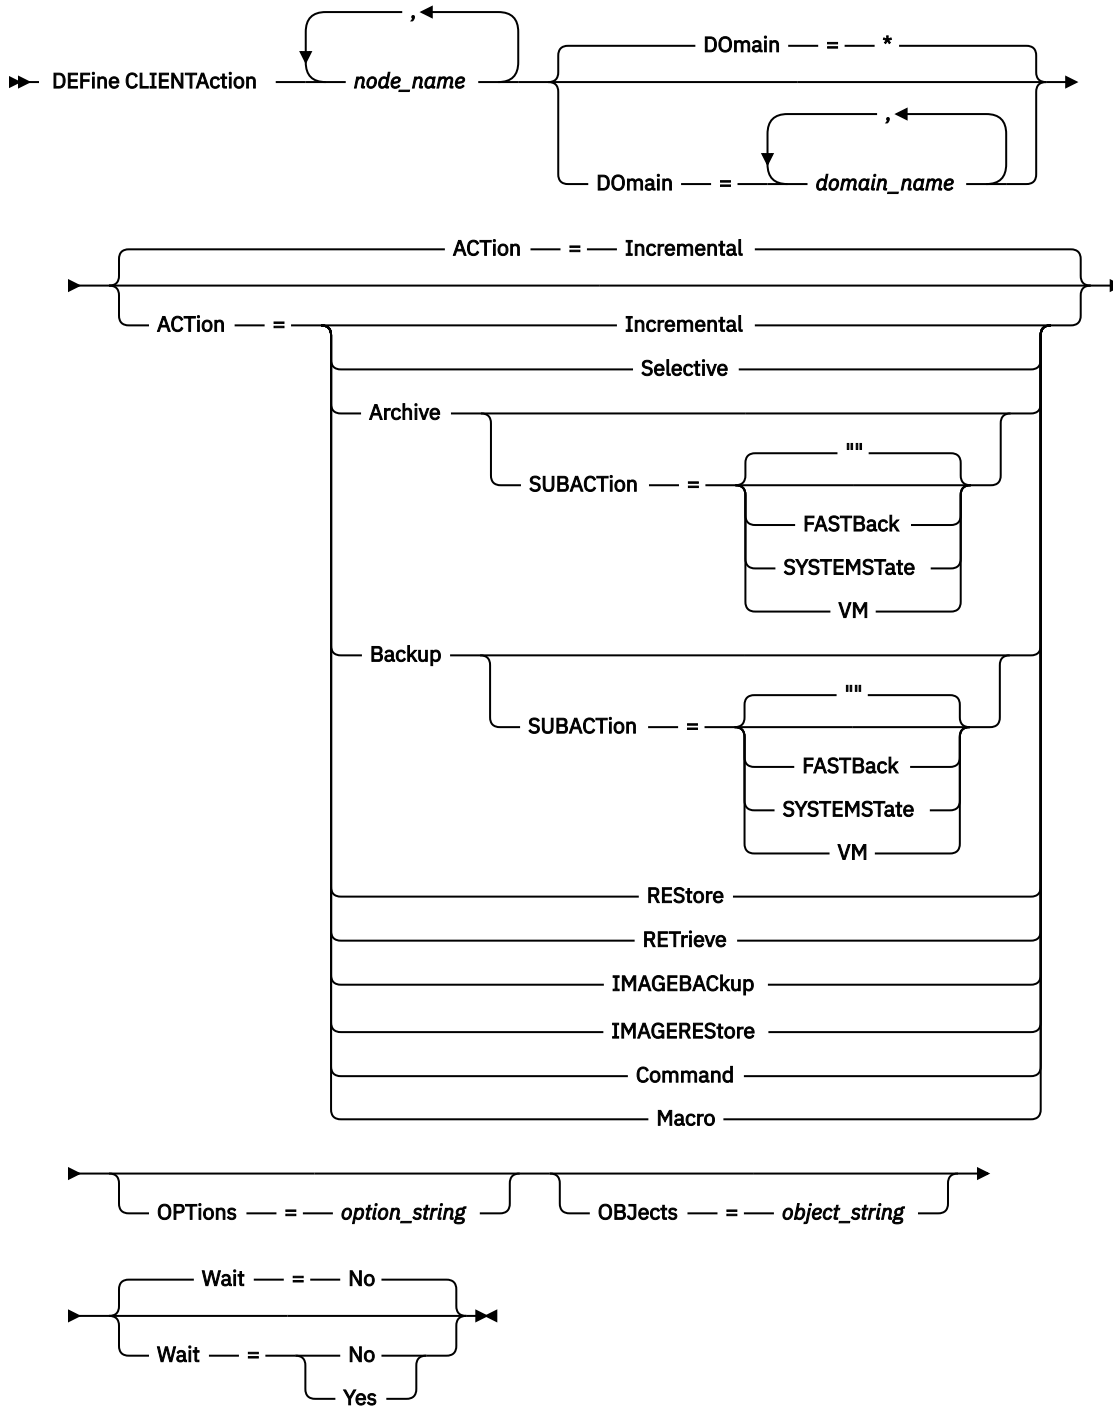 ,
DOmain = *
DEFine CLIENTAction node_name
,
DOmain = domain_name
ACTion = Incremental
ACTion = Incremental
Selective
Archive
""
SUBACTion =
FASTBack
SYSTEMSTate
VM
Backup
""
SUBACTion =
FASTBack
SYSTEMSTate
VM
REStore
RETrieve
IMAGEBACkup
IMAGEREStore
Command
Macro
OPTions = option_string OBJects = object_string
Wait = No
Wait = No
Yes